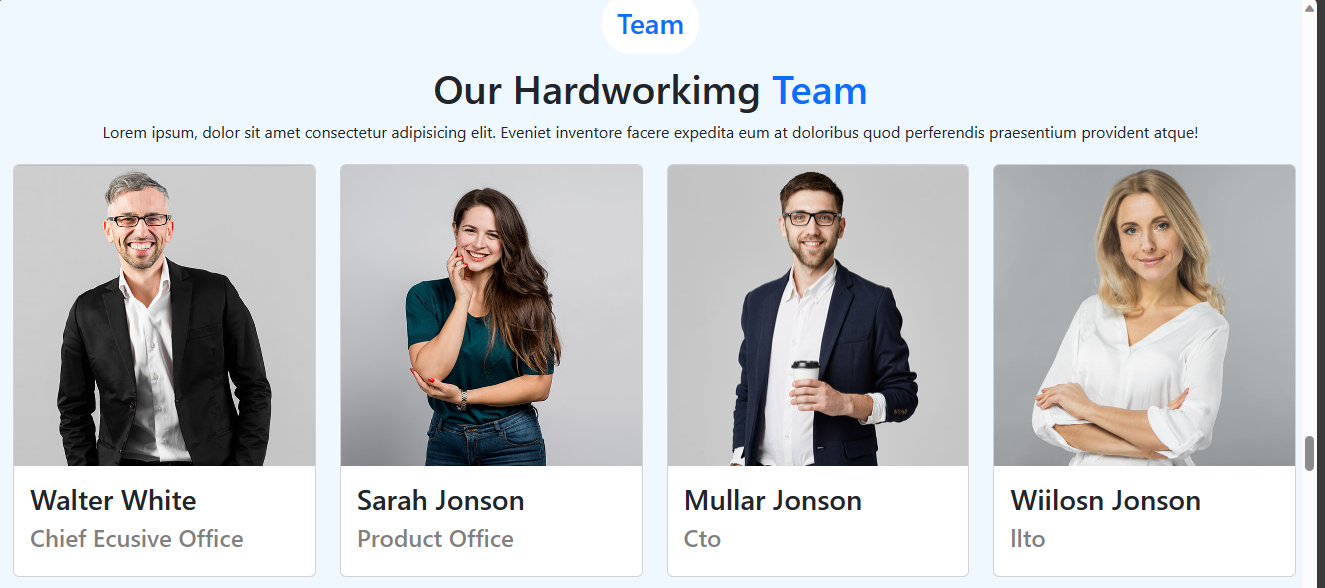 Team
Our Hardworkimg Team
Lorem ipsum, dolor sit amet consectetur adipisicing elit. Eveniet inventore facere expedita eum at doloribus quod perferendis praesentium provident atque!
Walter White
Chief Ecusive Office
Sarah Jonson
Product Office
Mullar Jonson
Cto
Wiilosn Jonson
llto